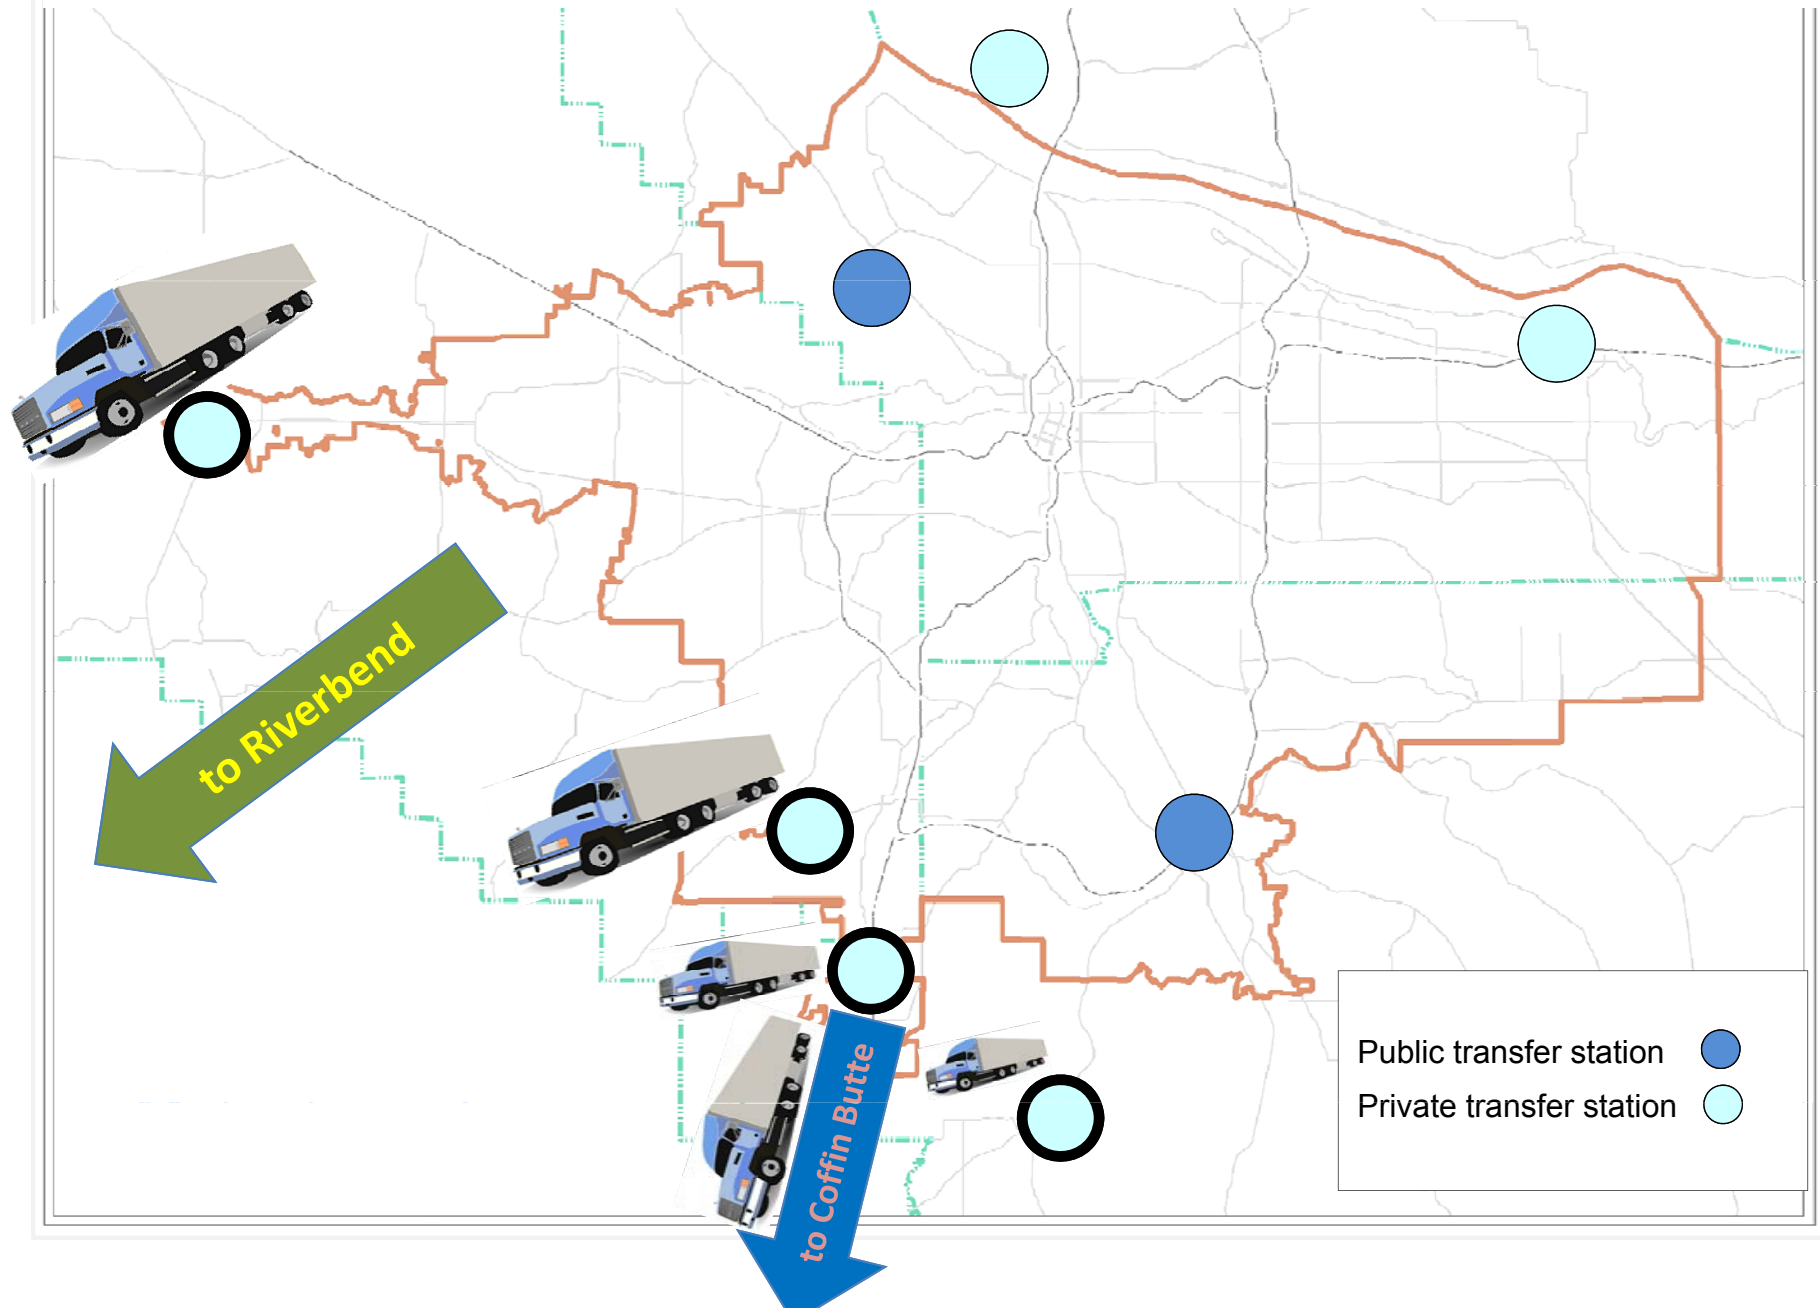 to Riverbend
to Coffin Butte
Public transfer station
Private transfer station